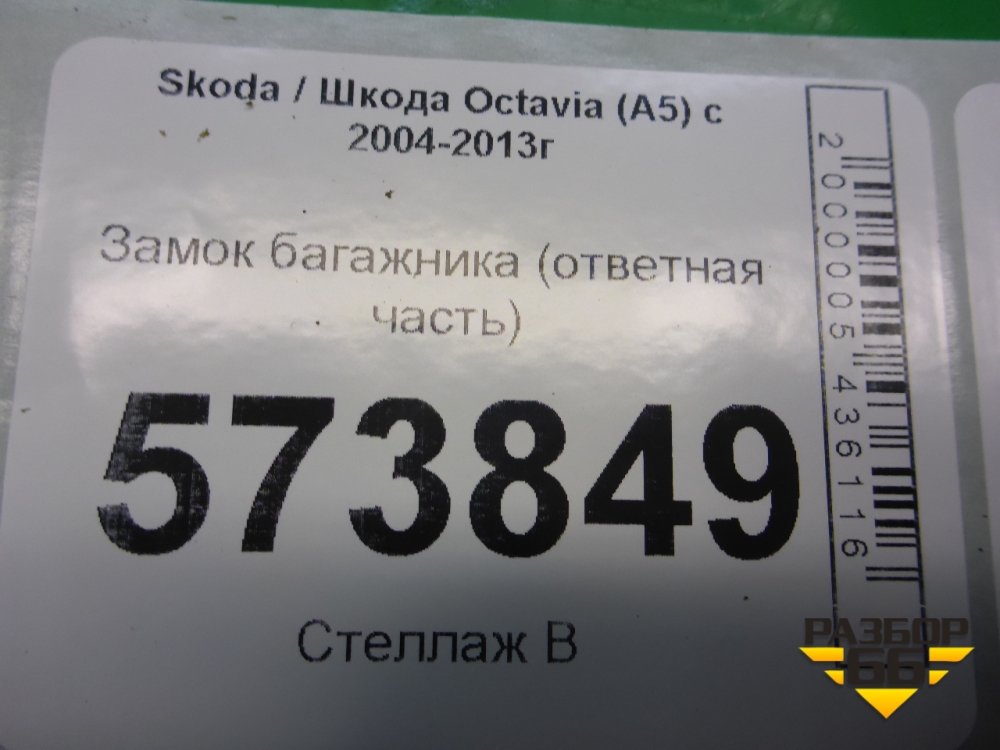 Skoda / Шкода Octavia (A5) с
2004-2013г
Замок багажника (ответная
часть)
573849
Стеллаж В
2000005436116
РАЗБОР
66